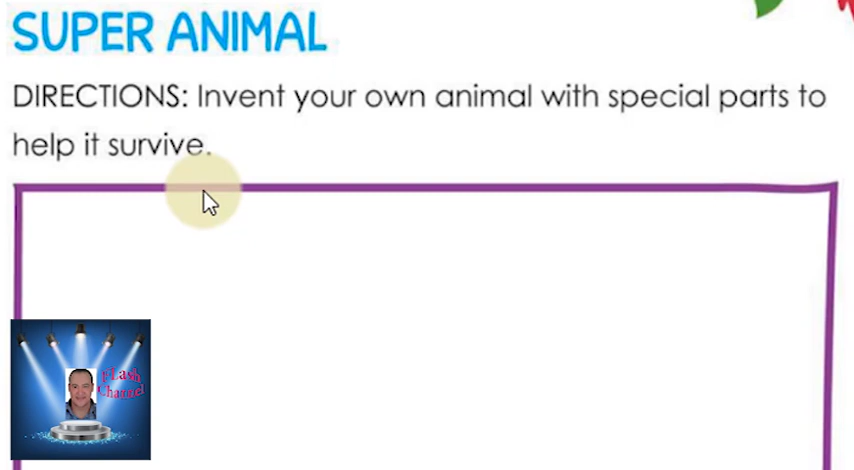 SUPER ANIMAL
DIRECTIONS: Invent your own animal with special parts to
help it survive.
fLash
Channel